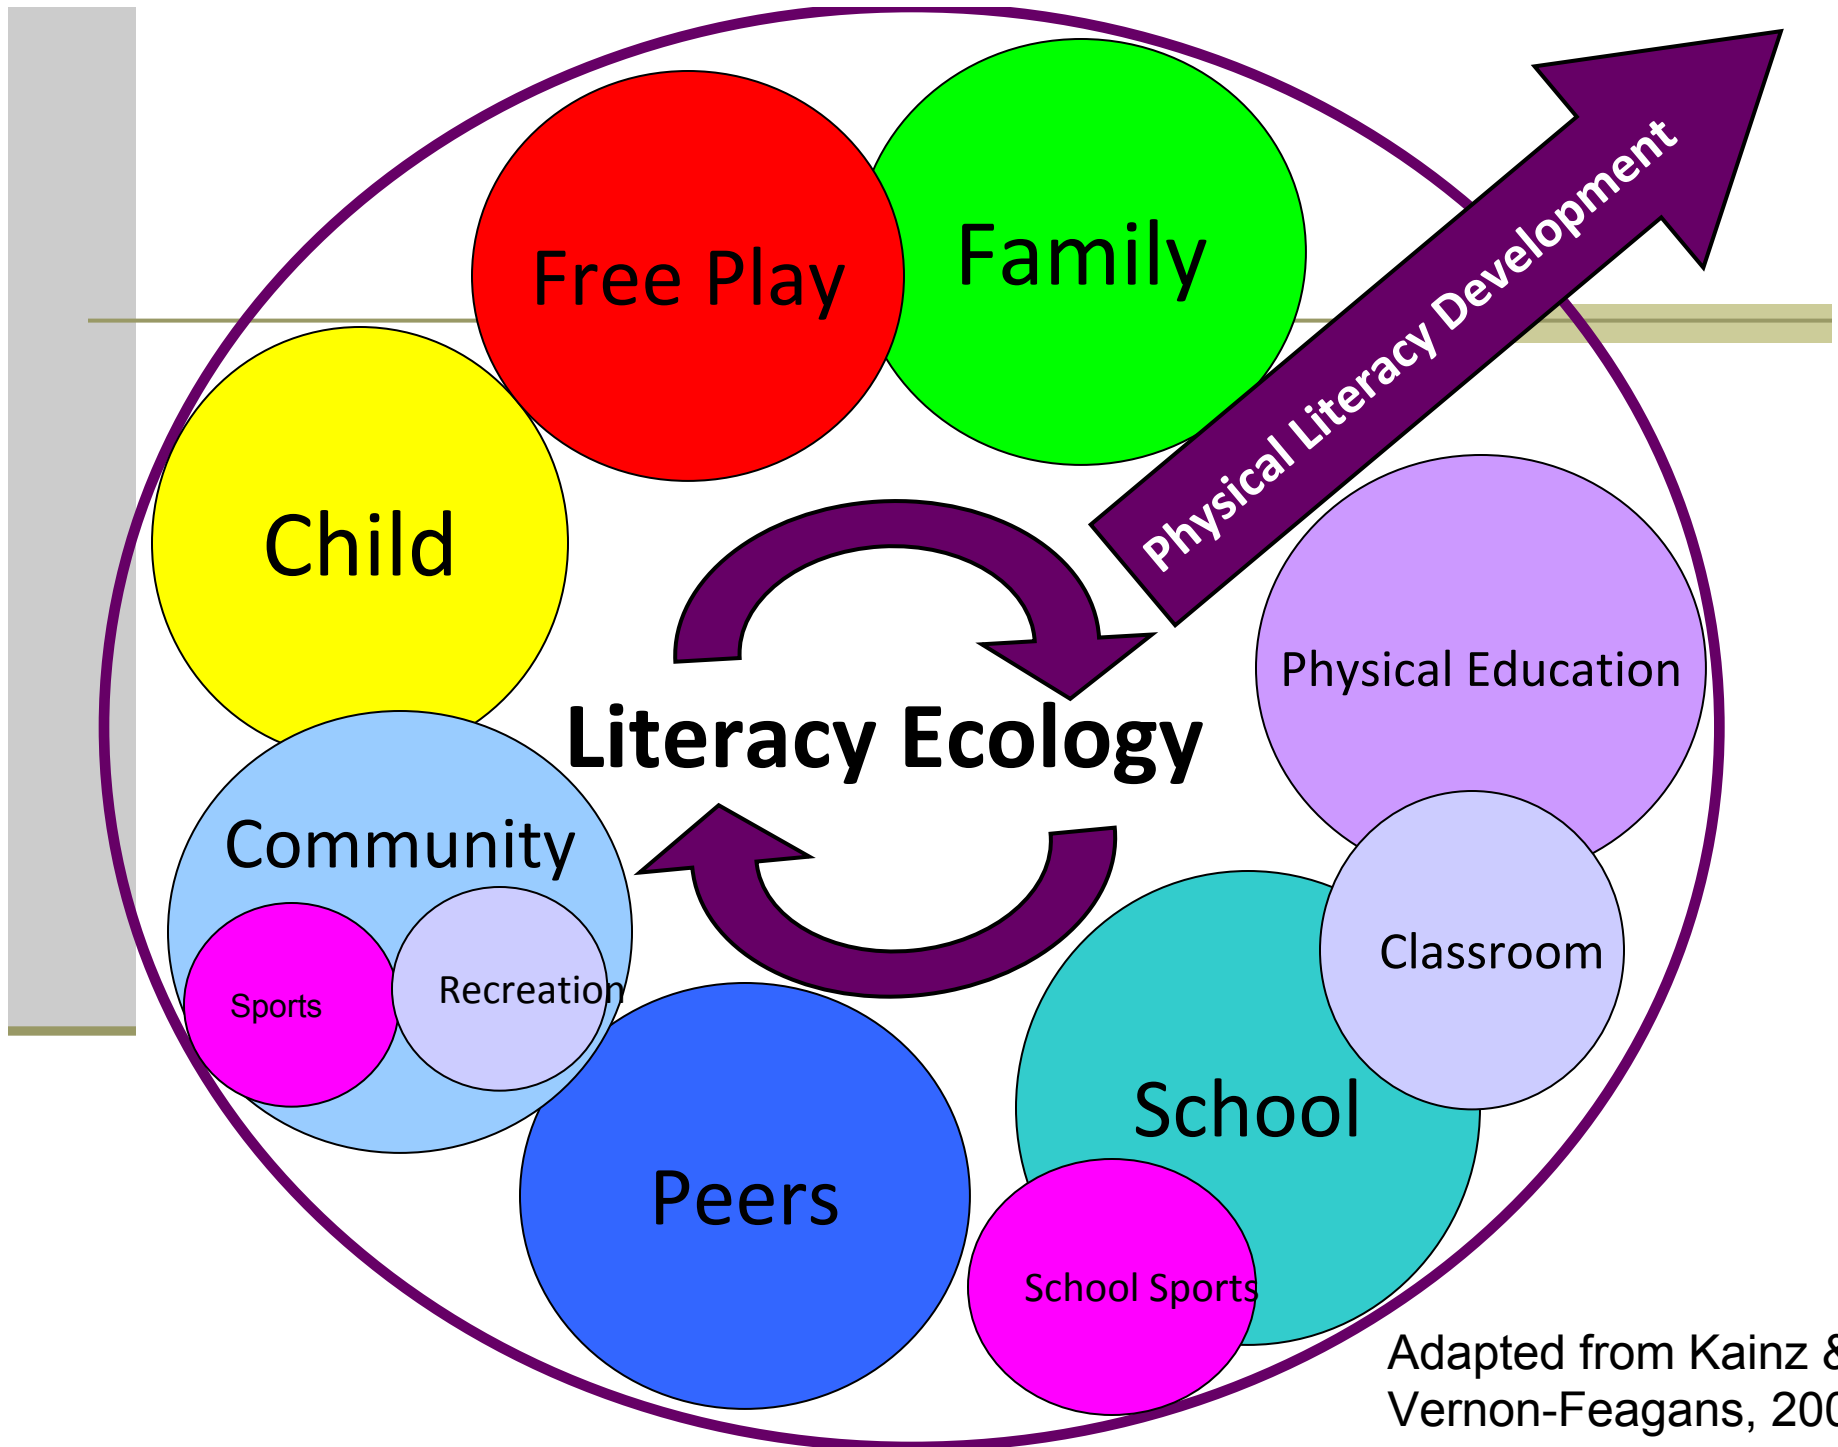 Free Play
Family
Physical Literacy Development
Child
Physical Education
Literacy Ecology
Community
Classroom
Recreation
Sports
School
Peers
School Sports
Adapted from Kainz &
Vernon-Feagans,